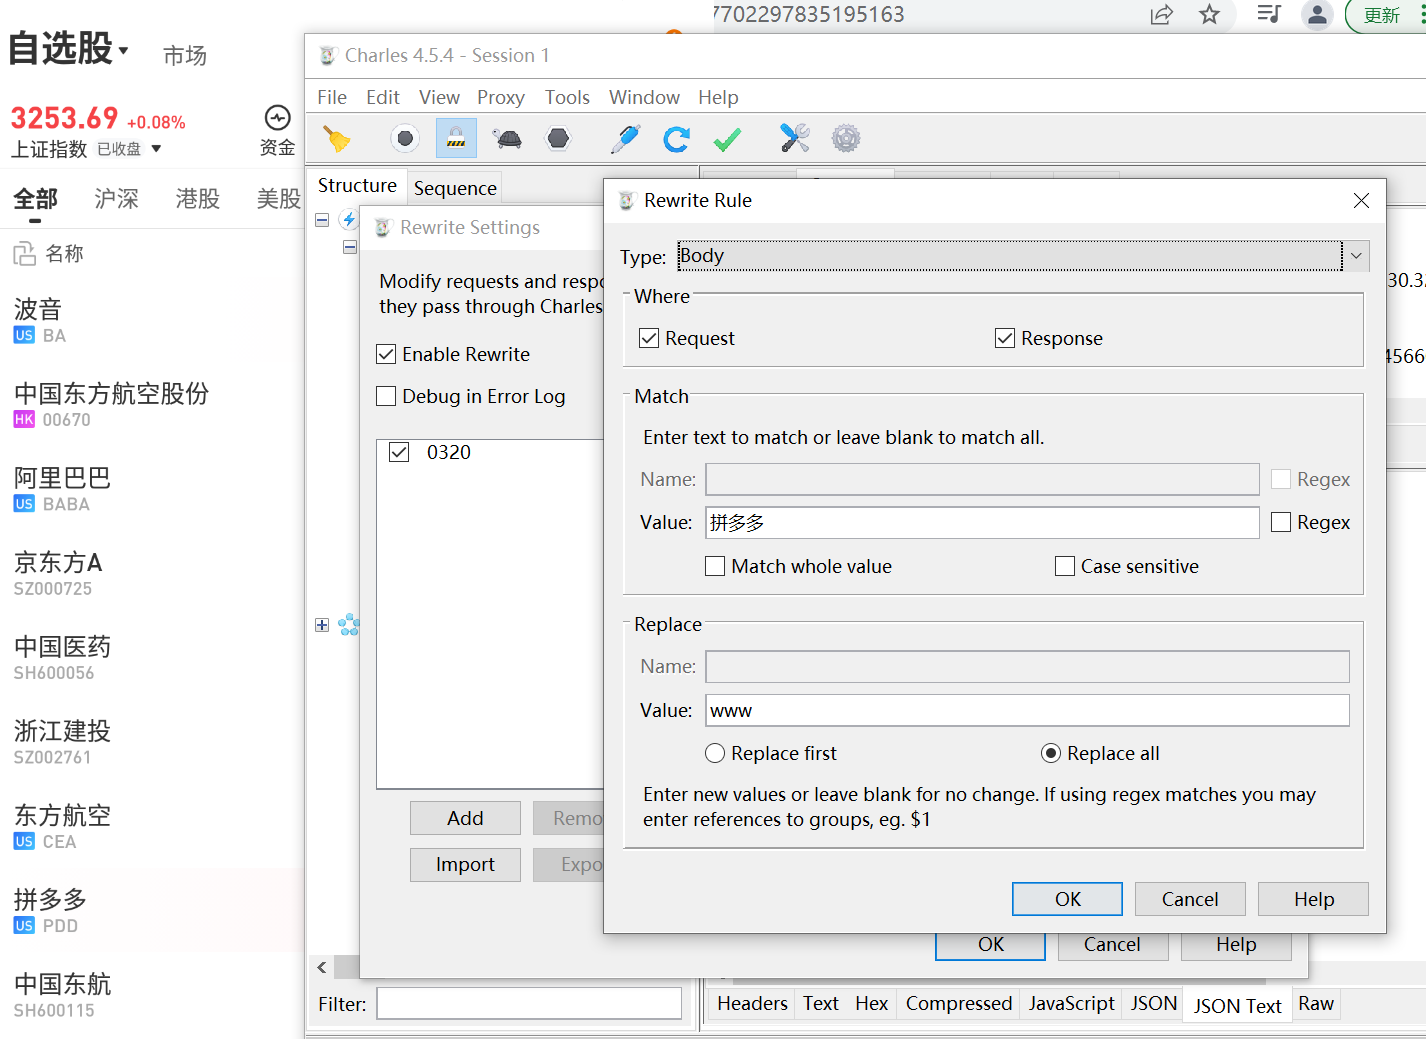 7702297835195163
更新
自选股
市场
3253.69 +0.08%
上证指数 已收盘
资金
全部 沪深 港股 美股
名称
波音
US BA
中国东方航空股份
HK 00670
阿里巴巴
US BABA
京东方A
SZ000725
中国医药
SH600056
浙江建投
SZ002761
东方航空
US CEA
拼多多
US PDD
中国东航
SH600115
Charles 4.5.4 - Session 1
File Edit View Proxy Tools Window Help
Structure Sequence
Rewrite Settings
Modify requests and respo
they pass through Charles
Enable Rewrite
Debug in Error Log
0320
Add Remo
Import Expo
OK Cancel Help
Filter:
30.3
4566
Headers Text Hex Compressed JavaScript JSON JSON Text Raw
Rewrite Rule
Type: Body
Where
Request Response
Match
Enter text to match or leave blank to match all.
Name: Regex
Value: 拼多多 Regex
Match whole value Case sensitive
Replace
Name:
Value: www
Replace first Replace all
Enter new values or leave blank for no change. If using regex matches you may
enter references to groups, eg. $1
OK Cancel Help